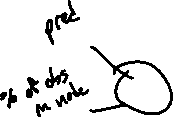 pred
% of obs
in node